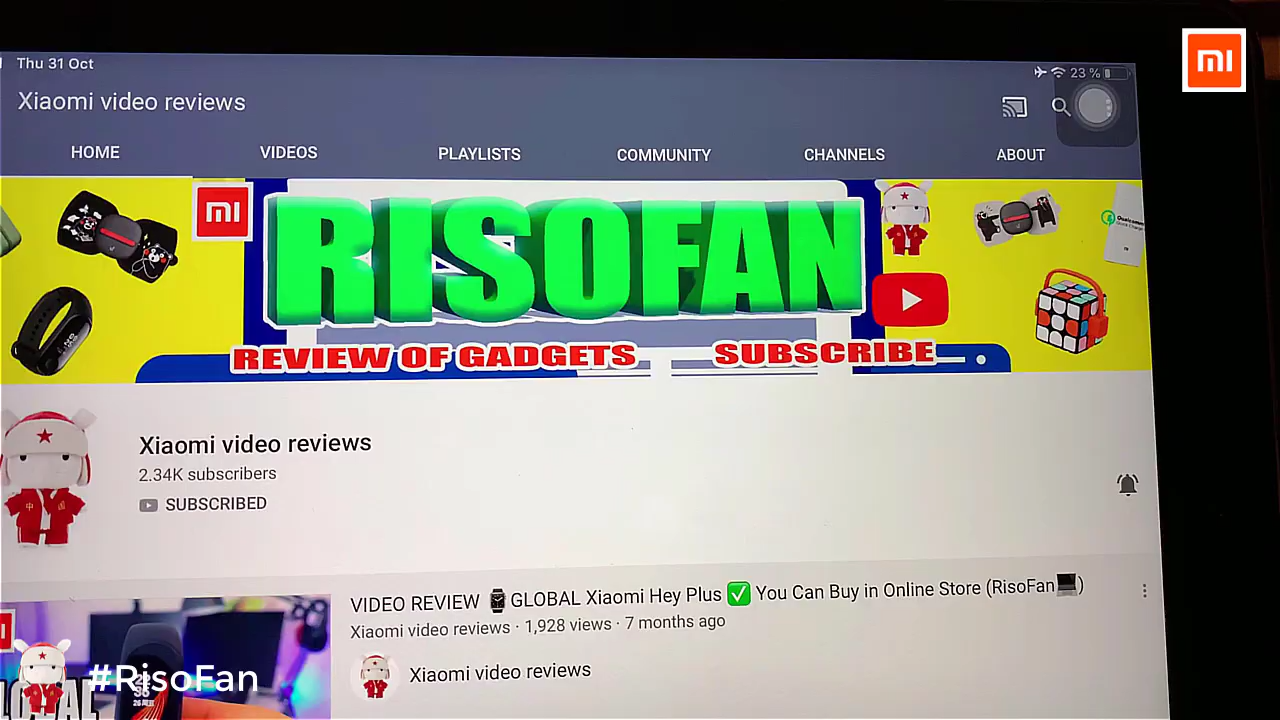 Thu 31 Oct
23 %
Xiaomi video reviews
HOME VIDEOS PLAYLISTS COMMUNITY CHANNELS ABOUT
RISOFAN
REVIEW OF GADGETS SUBSCRIBE
Xiaomi video reviews
2.34K subscribers
SUBSCRIBED
VIDEO REVIEW ⌚GLOBAL Xiaomi Hey Plus ✅ You Can Buy in Online Store (RisoFan💻)
Xiaomi video reviews · 1,928 views · 7 months ago
Xiaomi video reviews
#RisoFan
mi
mi